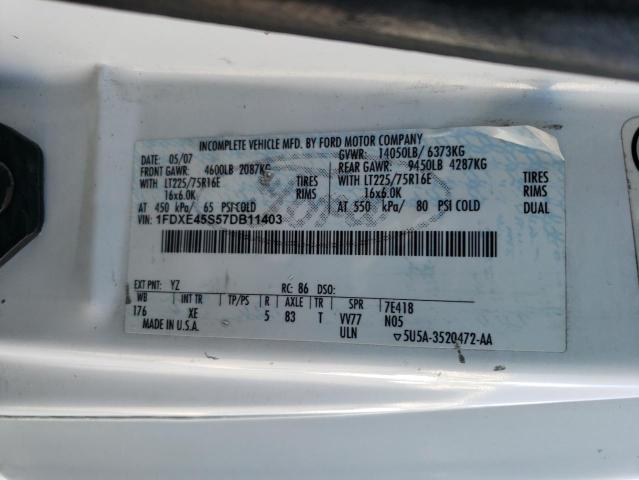 INCOMPLETE VEHICLE MFD. BY FORD MOTOR COMPANY
DATE: 05/07 GVWR: 14050LB/ 6373KG
FRONT GAWR: 4600LB 2087KG REAR GAWR: 9450LB 4287KG
WITH LT225/75R16E TIRES WITH LT225/75R16E TIRES
16x6.0K RIMS 16x6.0K RIMS
AT 450 kPa/ 65 PSI COLD AT 550 kPa/ 80 PSI COLD DUAL
VIN: 1FDXE45S57DB11403
EXT PNT: YZ RC: 86 DSO:
WB INT TR TP/PS R AXLE TR SPR 7E418
176 XE 5 83 T VV77 N05
MADE IN U.S.A. ULN ▽5U5A-3520472-AA